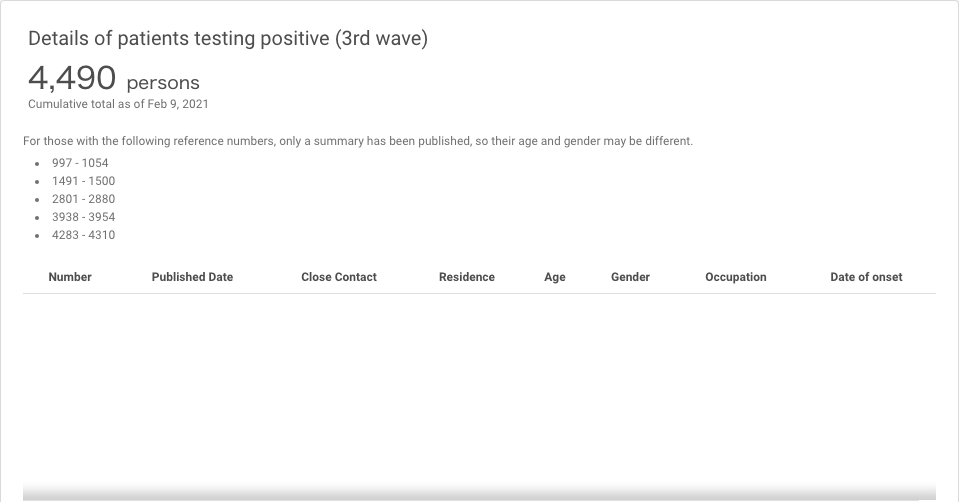 Details of patients testing positive (3rd wave)
4,490 persons
Cumulative total as of Feb 9, 2021
For those with the following reference numbers, only a summary has been published, so their age and gender may be different.
• 997 - 1054
• 1491 - 1500
• 2801 - 2880
• 3938 - 3954
• 4283 - 4310
Number Published Date Close Contact Residence Age Gender Occupation Date of onset